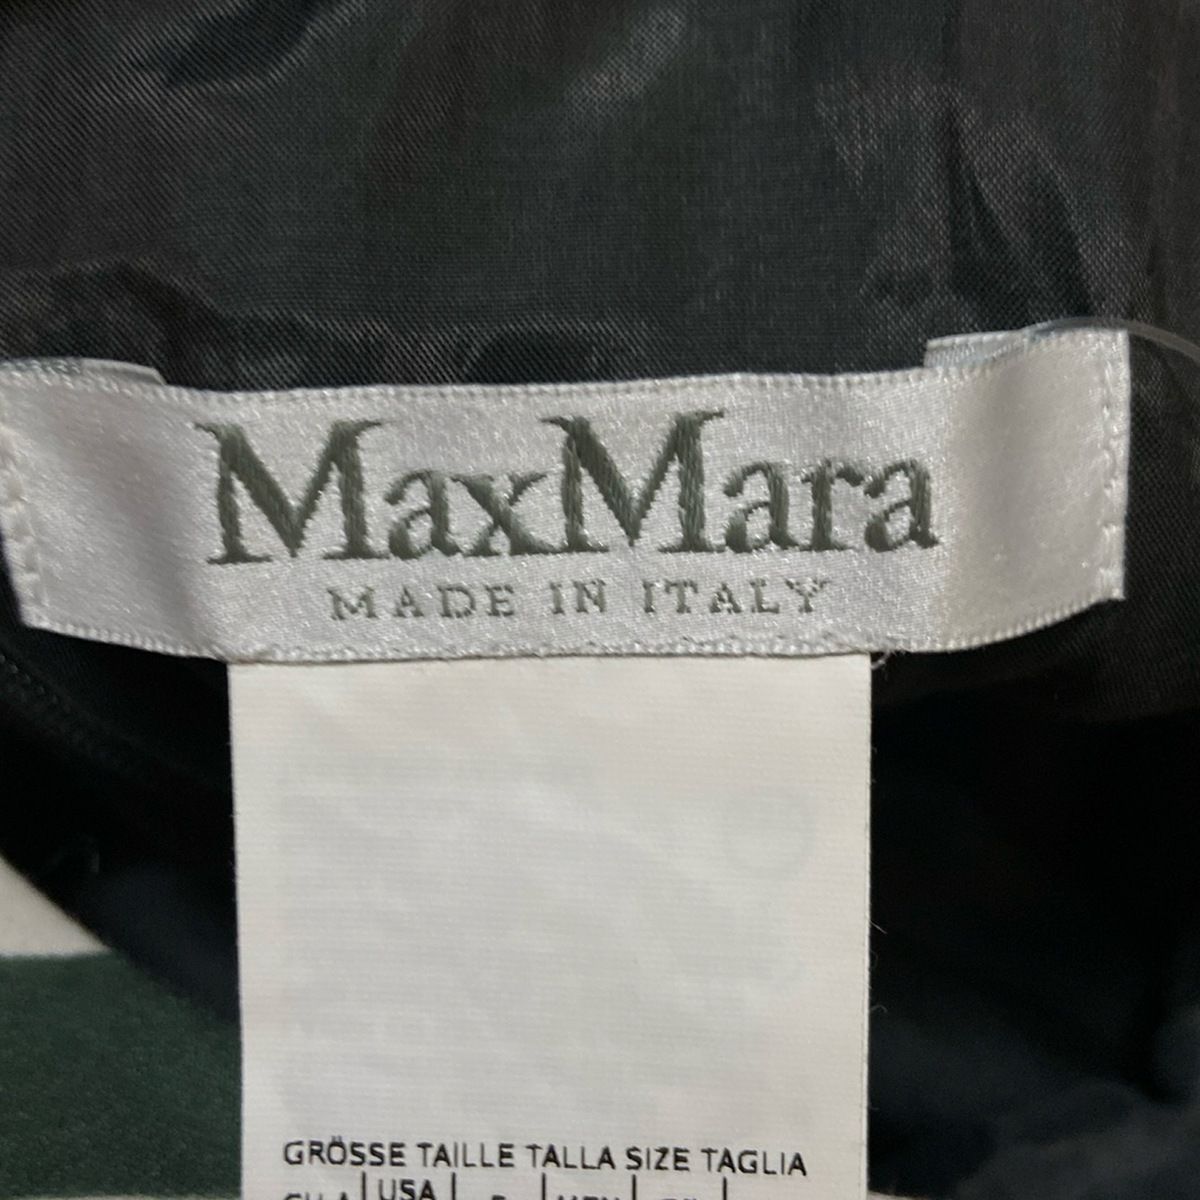 MaxMara
MADE IN ITALY
GRÖSSE TAILLE TALLA SIZE TAGLIA
USA